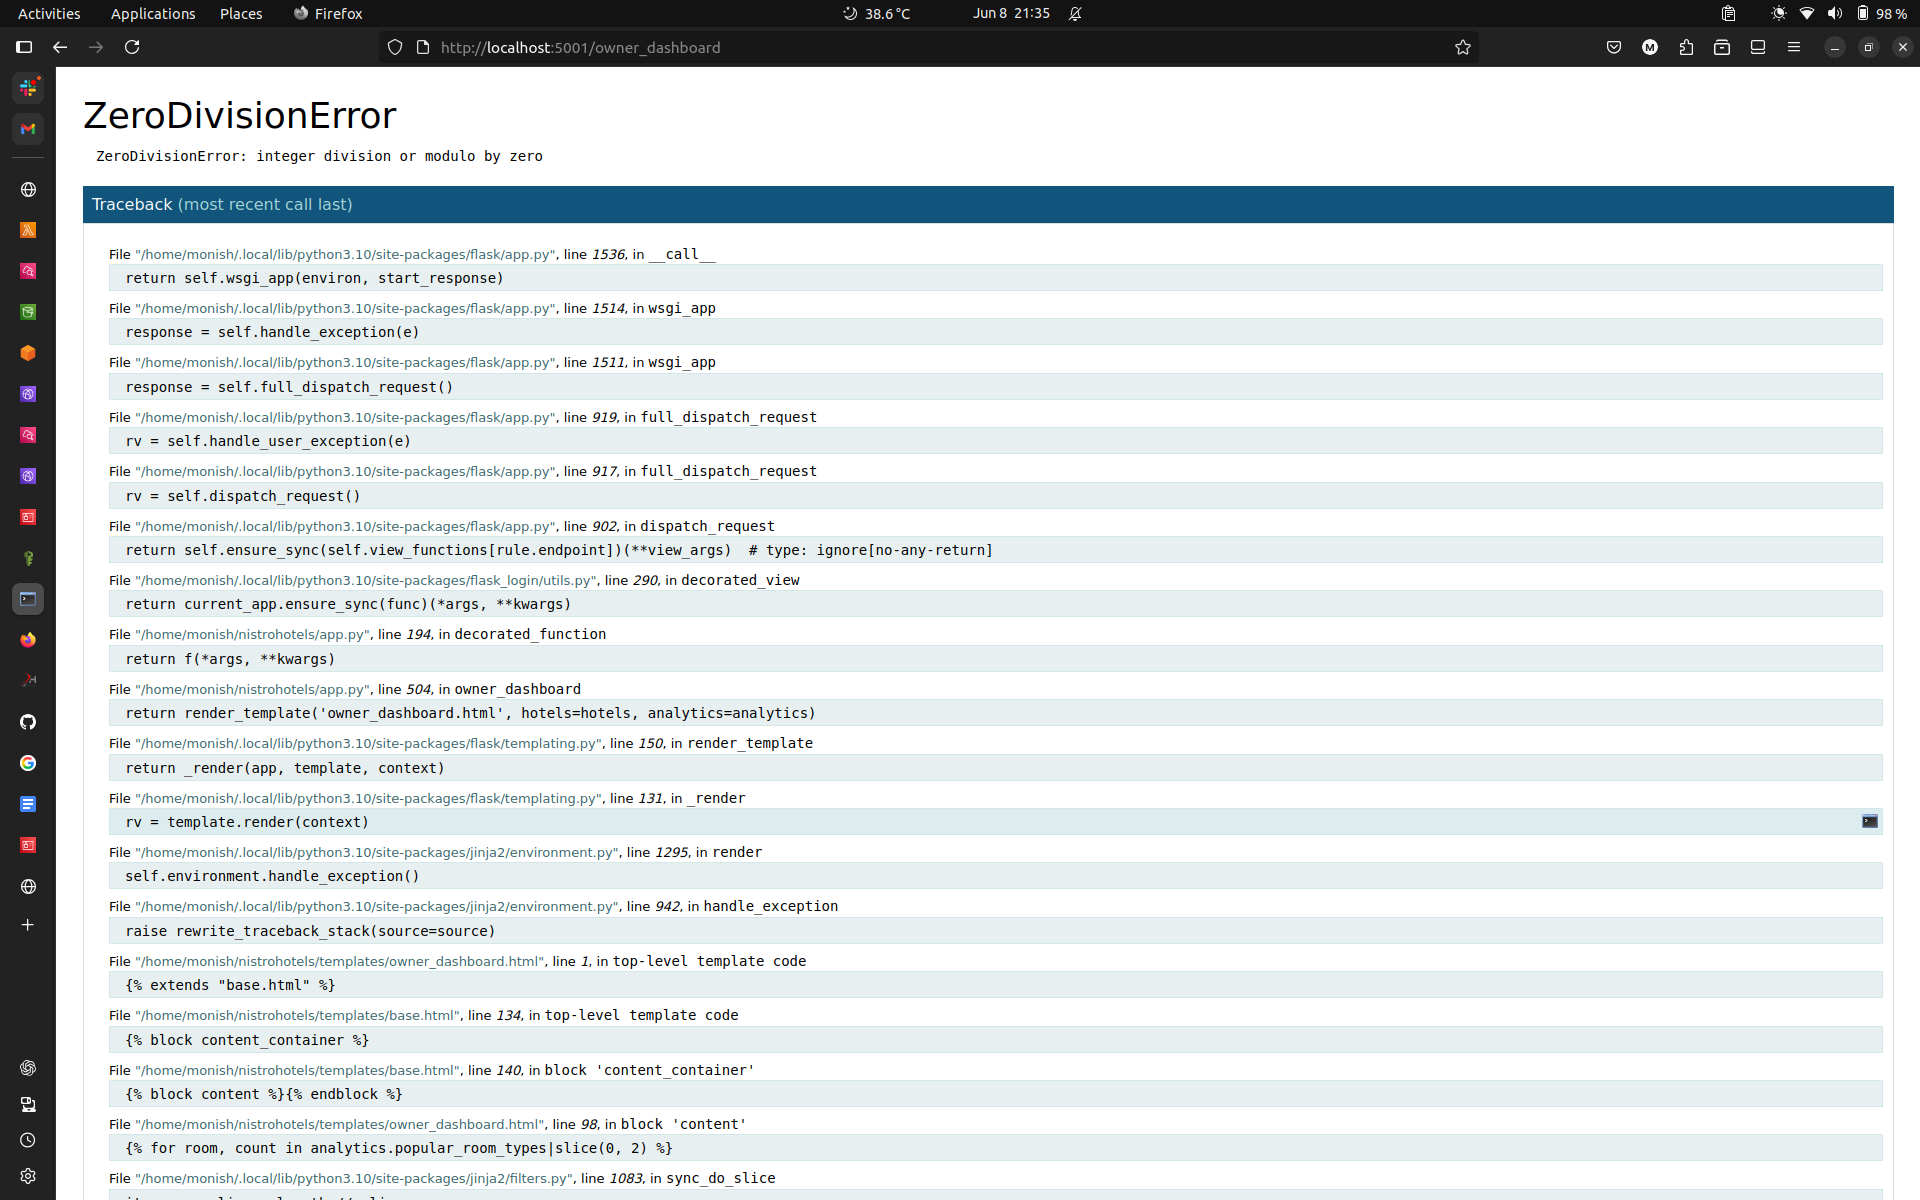 Activities Applications Places Firefox 38.6 °C Jun 8 21:35 98 %
http://localhost:5001/owner_dashboard
M
ZeroDivisionError
ZeroDivisionError: integer division or modulo by zero
Traceback (most recent call last)
File "/home/monish/.local/lib/python3.10/site-packages/flask/app.py", line 1536, in __call__
return self.wsgi_app(environ, start_response)
File "/home/monish/.local/lib/python3.10/site-packages/flask/app.py", line 1514, in wsgi_app
response = self.handle_exception(e)
File "/home/monish/.local/lib/python3.10/site-packages/flask/app.py", line 1511, in wsgi_app
response = self.full_dispatch_request()
File "/home/monish/.local/lib/python3.10/site-packages/flask/app.py", line 919, in full_dispatch_request
rv = self.handle_user_exception(e)
File "/home/monish/.local/lib/python3.10/site-packages/flask/app.py", line 917, in full_dispatch_request
rv = self.dispatch_request()
File "/home/monish/.local/lib/python3.10/site-packages/flask/app.py", line 902, in dispatch_request
return self.ensure_sync(self.view_functions[rule.endpoint])(**view_args)  # type: ignore[no-any-return]
File "/home/monish/.local/lib/python3.10/site-packages/flask_login/utils.py", line 290, in decorated_view
return current_app.ensure_sync(func)(*args, **kwargs)
File "/home/monish/nistrohotels/app.py", line 194, in decorated_function
return f(*args, **kwargs)
File "/home/monish/nistrohotels/app.py", line 504, in owner_dashboard
return render_template('owner_dashboard.html', hotels=hotels, analytics=analytics)
File "/home/monish/.local/lib/python3.10/site-packages/flask/templating.py", line 150, in render_template
return _render(app, template, context)
File "/home/monish/.local/lib/python3.10/site-packages/flask/templating.py", line 131, in _render
rv = template.render(context)
File "/home/monish/.local/lib/python3.10/site-packages/jinja2/environment.py", line 1295, in render
self.environment.handle_exception()
File "/home/monish/.local/lib/python3.10/site-packages/jinja2/environment.py", line 942, in handle_exception
raise rewrite_traceback_stack(source=source)
File "/home/monish/nistrohotels/templates/owner_dashboard.html", line 1, in top-level template code
{% extends "base.html" %}
File "/home/monish/nistrohotels/templates/base.html", line 134, in top-level template code
{% block content_container %}
File "/home/monish/nistrohotels/templates/base.html", line 140, in block 'content_container'
{% block content %}{% endblock %}
File "/home/monish/nistrohotels/templates/owner_dashboard.html", line 98, in block 'content'
{% for room, count in analytics.popular_room_types|slice(0, 2) %}
File "/home/monish/.local/lib/python3.10/site-packages/jinja2/filters.py", line 1083, in sync_do_slice